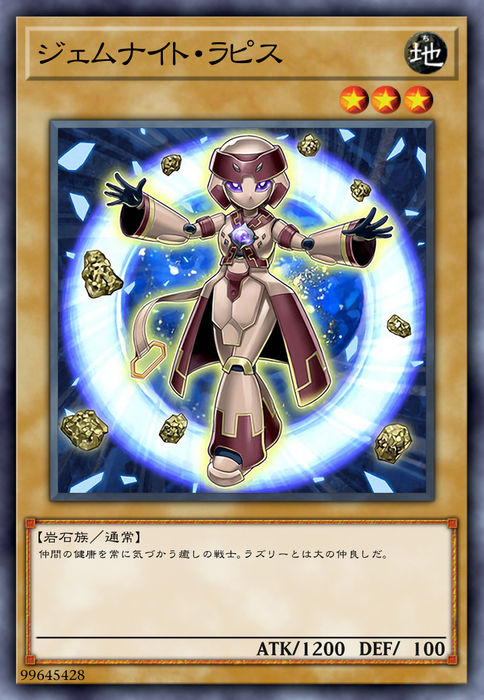 ジェムナイト・ラピス
ち
地
【岩石族／通常】
仲間の健康を常に気づかう癒しの戦士。ラズリーとは大の仲良しだ。
ATK/1200 DEF/ 100
99645428